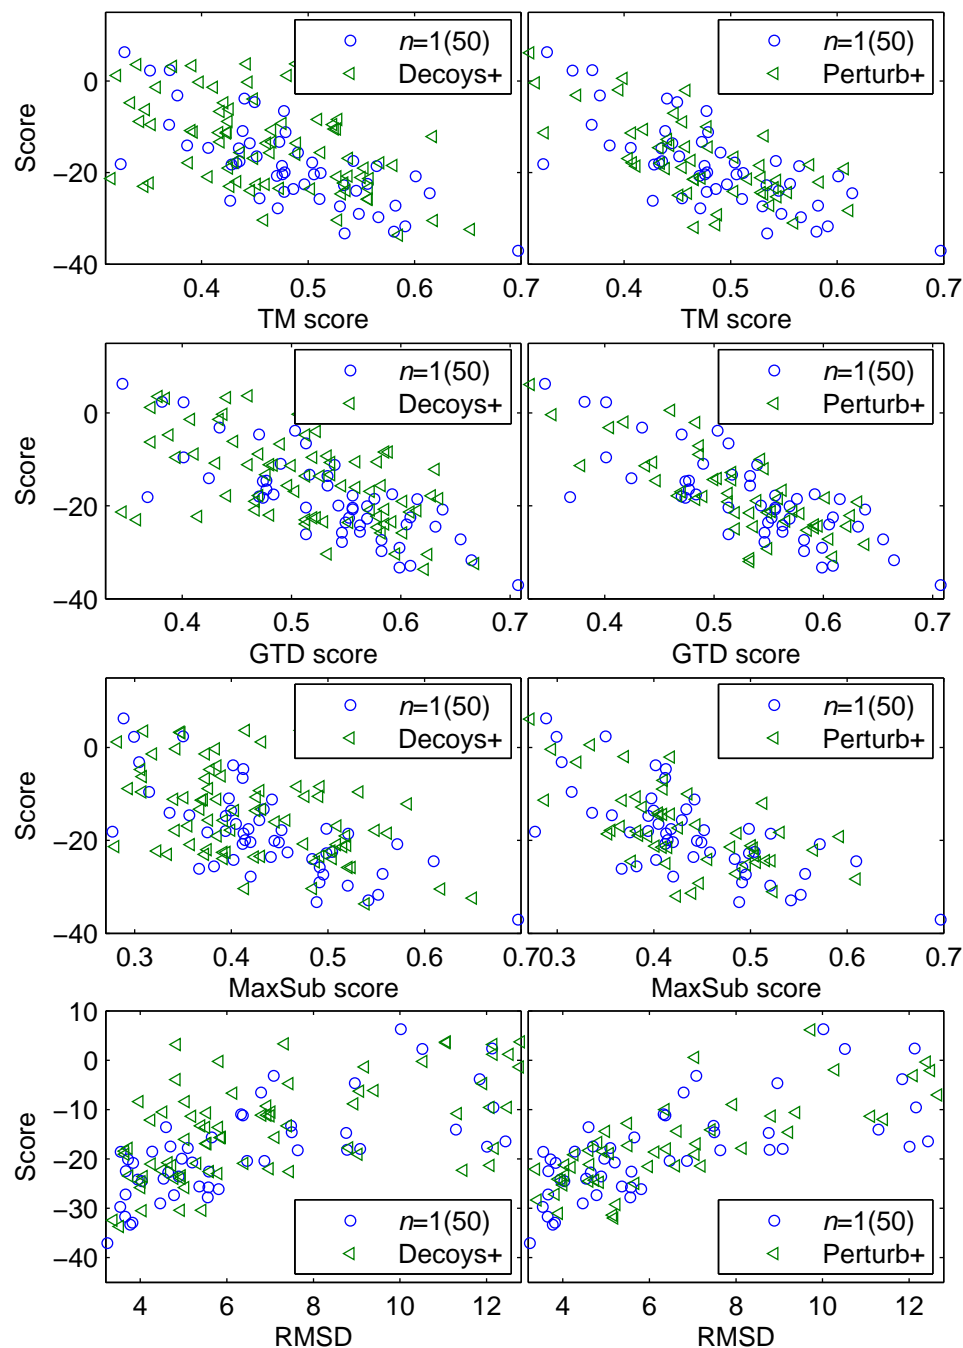 n=1(50)
Decoys+
n=1(50)
Perturb+
0
−20
−40
Score
0.4 0.5 0.6 0.7
0.4 0.5 0.6 0.7
TM score
TM score
n=1(50)
Decoys+
n=1(50)
Perturb+
0
−20
−40
Score
0.4 0.5 0.6 0.7
0.4 0.5 0.6 0.7
GTD score
GTD score
n=1(50)
Decoys+
n=1(50)
Perturb+
0
−20
−40
Score
0.3 0.4 0.5 0.6 0.7
0.3 0.4 0.5 0.6 0.7
MaxSub score
MaxSub score
10
0
−10
−20
−30
−40
Score
n=1(50)
Decoys+
n=1(50)
Perturb+
4 6 8 10 12
4 6 8 10 12
RMSD
RMSD